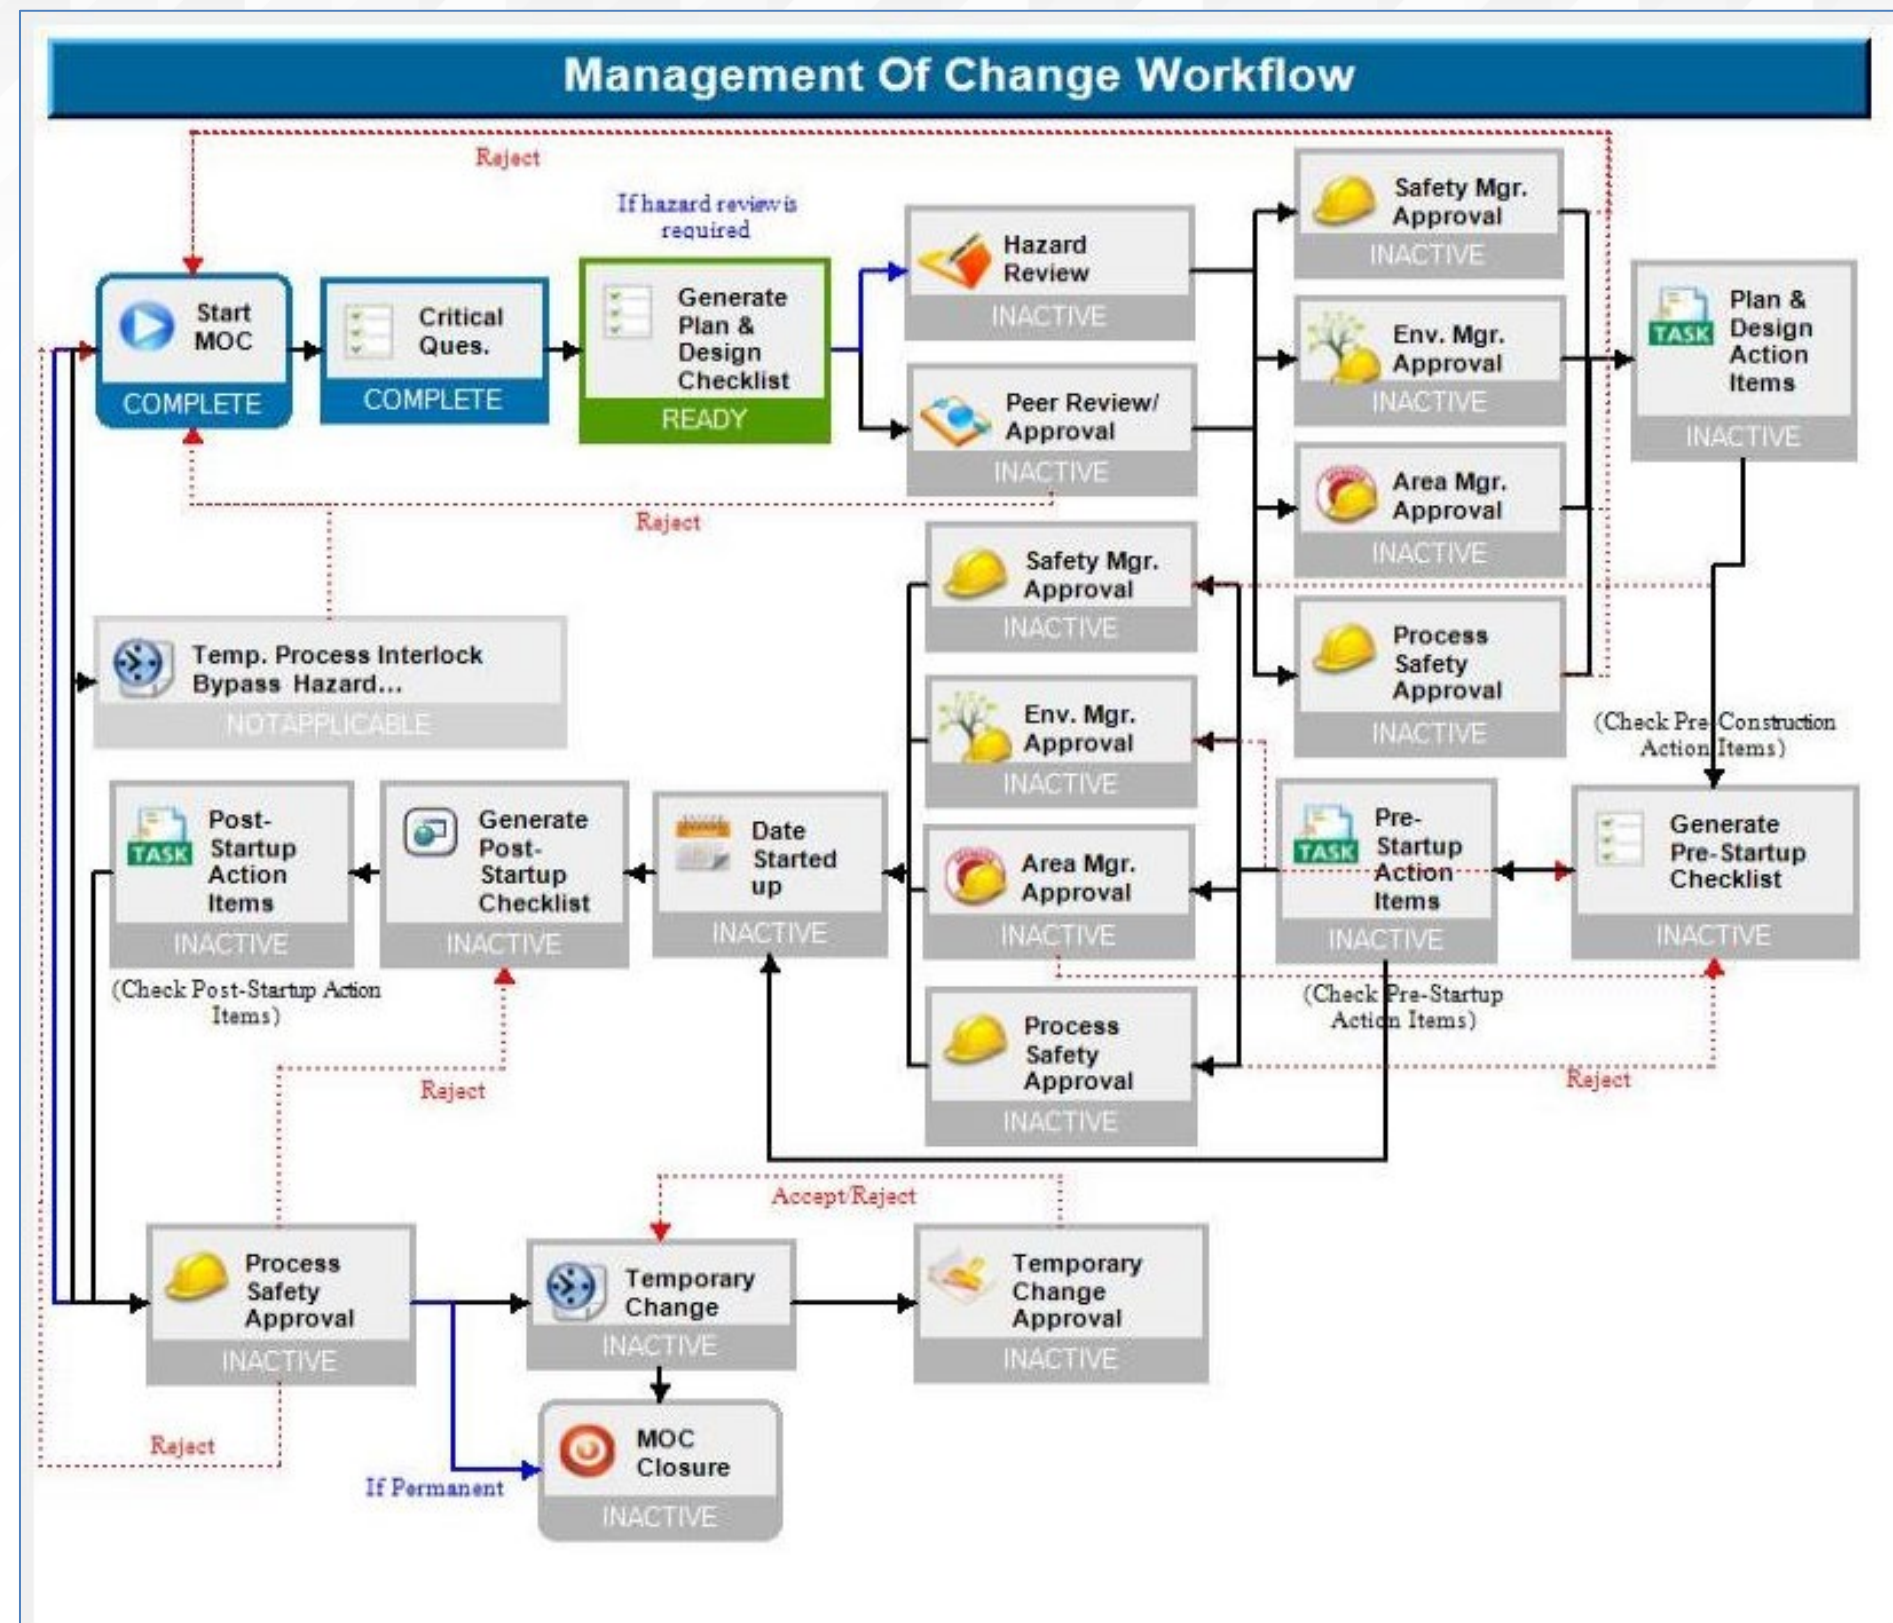 Management Of Change Workflow
Reject
If hazard review is
required
Start
MOC
COMPLETE
Critical
Ques.
COMPLETE
Generate
Plan &
Design
Checklist
READY
Hazard
Review
INACTIVE
Peer Review/
Approval
INACTIVE
Safety Mgr.
Approval
INACTIVE
Env. Mgr.
Approval
INACTIVE
Area Mgr.
Approval
INACTIVE
Process
Safety
Approval
INACTIVE
TASK
Plan &
Design
Action
Items
INACTIVE
Reject
Temp. Process Interlock
Bypass Hazard...
NOTAPPLICABLE
Safety Mgr.
Approval
INACTIVE
Env. Mgr.
Approval
INACTIVE
Area Mgr.
Approval
INACTIVE
Process
Safety
Approval
INACTIVE
(Check Pre-Construction
Action Items)
TASK
Post-
Startup
Action
Items
INACTIVE
(Check Post-Startup Action
Items)
Generate
Post-
Startup
Checklist
INACTIVE
Date
Started
up
INACTIVE
TASK
Pre-
Startup
Action
Items
INACTIVE
(Check Pre-Startup
Action Items)
Generate
Pre-Startup
Checklist
INACTIVE
Reject
Reject
Accept/Reject
Process
Safety
Approval
INACTIVE
Temporary
Change
INACTIVE
Temporary
Change
Approval
INACTIVE
Reject
If Permanent
MOC
Closure
INACTIVE